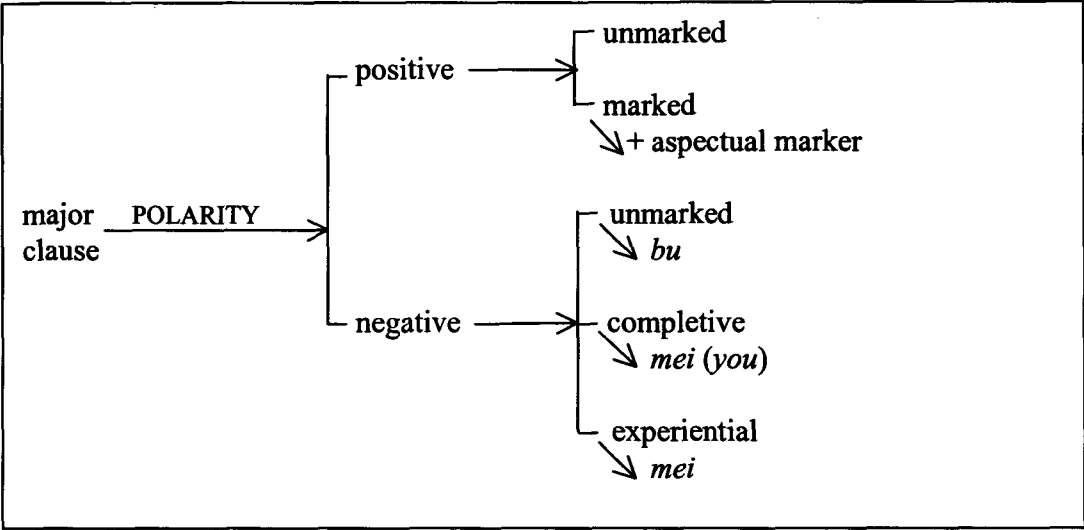 unmarked
positive
marked
+ aspectual marker
major POLARITY
clause
unmarked
bu
negative
completive
mei (you)
experiential
mei